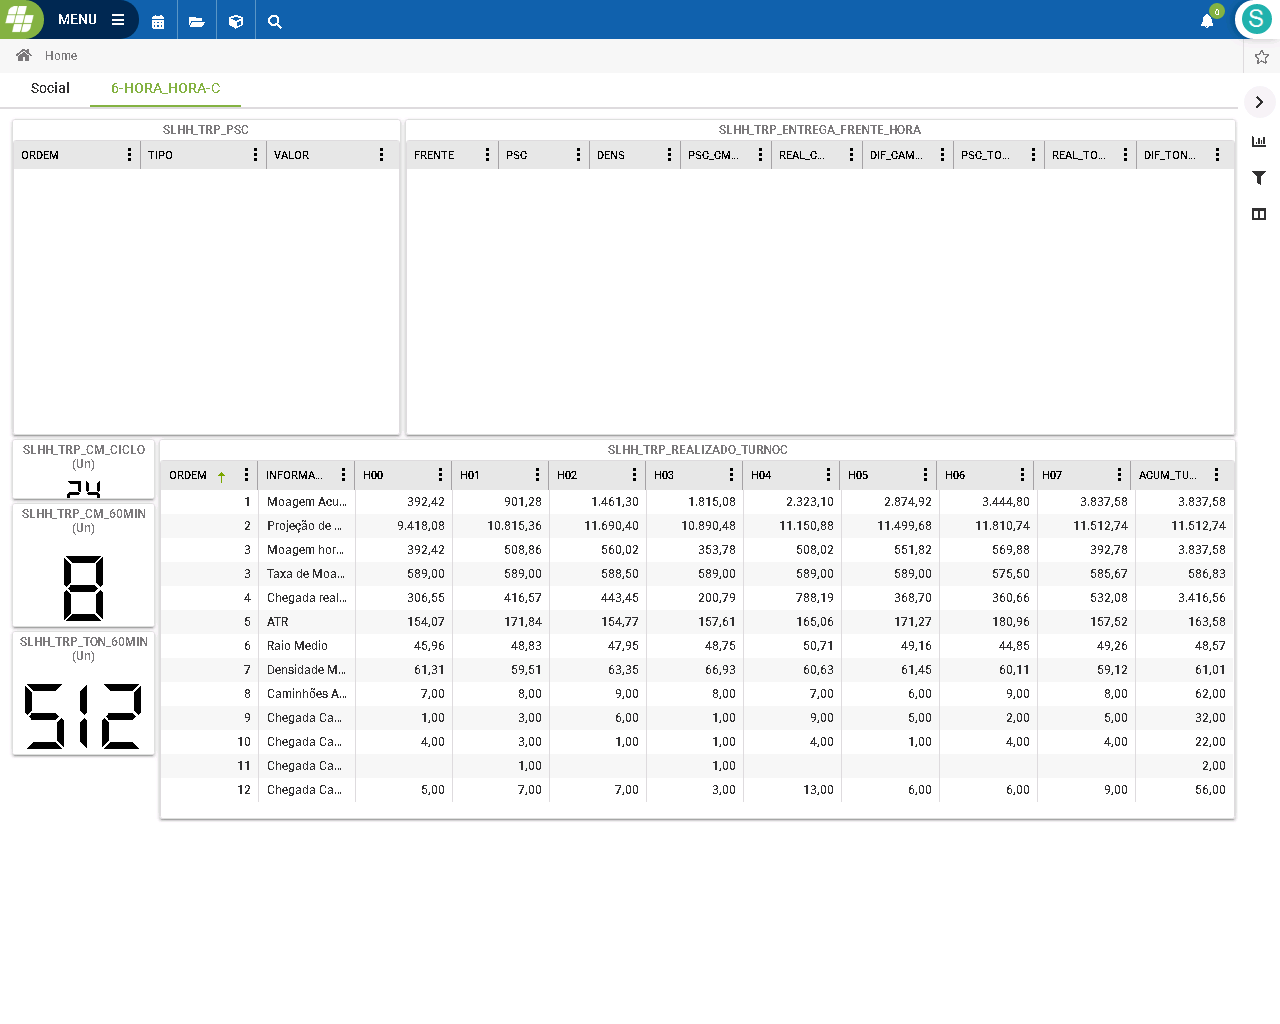 MENU
0
S
Home
Social 6-HORA_HORA-C
SLHH_TRP_PSC
ORDEM TIPO VALOR
SLHH_TRP_ENTREGA_FRENTE_HORA
FRENTE PSC DENS PSC_CM... REAL_C... DIF_CAM... PSC_TO... REAL_TO... DIF_TON...
SLHH_TRP_CM_CICLO
(Un)
24
SLHH_TRP_CM_60MIN
(Un)
8
SLHH_TRP_TON_60MIN
(Un)
512
SLHH_TRP_REALIZADO_TURNOC
ORDEM INFORMA... H00 H01 H02 H03 H04 H05 H06 H07 ACUM_TU...
1 Moagem Acu... 392,42 901,28 1.461,30 1.815,08 2.323,10 2.874,92 3.444,80 3.837,58 3.837,58
2 Projeção de ... 9.418,08 10.815,36 11.690,40 10.890,48 11.150,88 11.499,68 11.810,74 11.512,74 11.512,74
3 Moagem hor... 392,42 508,86 560,02 353,78 508,02 551,82 569,88 392,78 3.837,58
3 Taxa de Moa... 589,00 589,00 588,50 589,00 589,00 589,00 575,50 585,67 586,83
4 Chegada real... 306,55 416,57 443,45 200,79 788,19 368,70 360,66 532,08 3.416,56
5 ATR 154,07 171,84 154,77 157,61 165,06 171,27 180,96 157,52 163,58
6 Raio Medio 45,96 48,83 47,95 48,75 50,71 49,16 44,85 49,26 48,57
7 Densidade M... 61,31 59,51 63,35 66,93 60,63 61,45 60,11 59,12 61,01
8 Caminhões A... 7,00 8,00 9,00 8,00 7,00 6,00 9,00 8,00 62,00
9 Chegada Ca... 1,00 3,00 6,00 1,00 9,00 5,00 2,00 5,00 32,00
10 Chegada Ca... 4,00 3,00 1,00 1,00 4,00 1,00 4,00 4,00 22,00
11 Chegada Ca... 1,00 1,00 2,00
12 Chegada Ca... 5,00 7,00 7,00 3,00 13,00 6,00 6,00 9,00 56,00